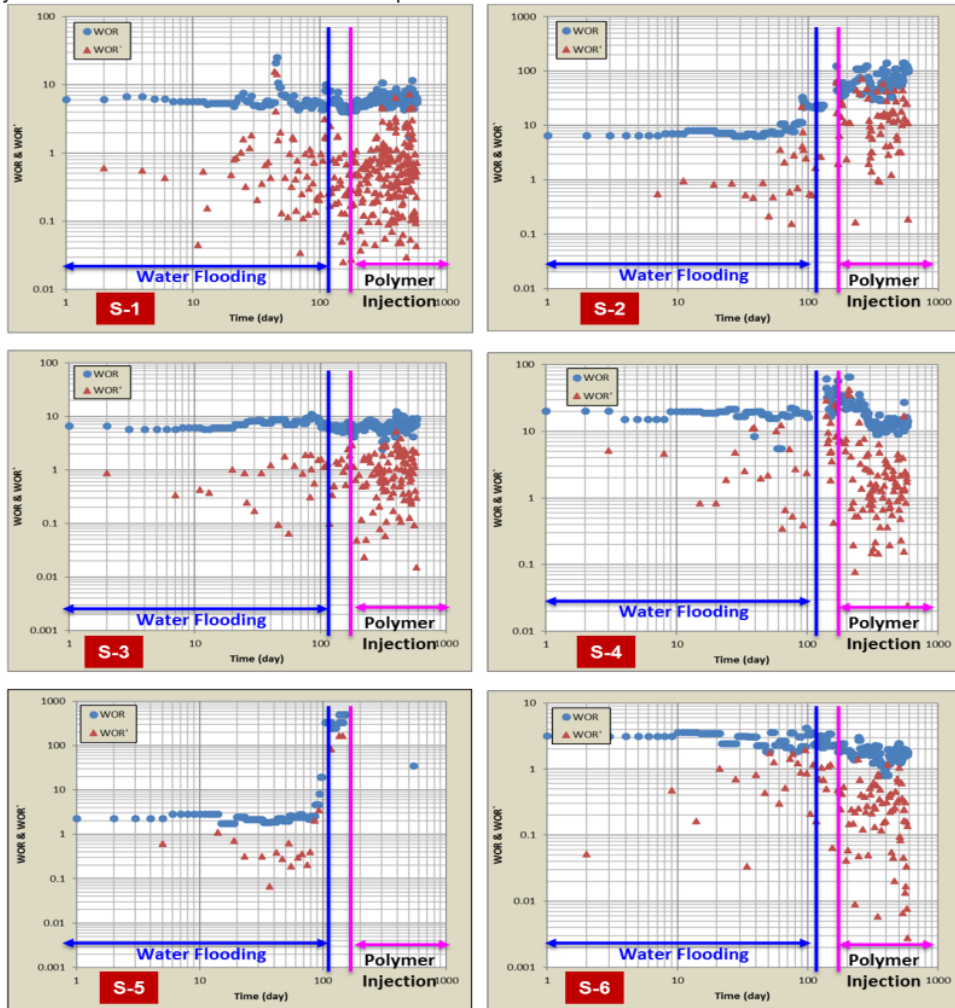 WOR
WOR'
100
10
1
0.1
0.01
WOR & WOR`
Water Flooding
Polymer
Injection
1
10
100
1000
S-1
Time (day)
WOR
WOR'
1000
100
10
1
0.1
0.01
WOR & WOR`
Water Flooding
Polymer
Injection
1
10
100
1000
S-2
Time (day)
WOR
WOR'
100
10
1
0.1
0.01
0.001
WOR & WOR`
Water Flooding
Polymer
Injection
1
10
100
1000
S-3
Time (day)
WOR
WOR'
100
10
1
0.1
0.01
WOR & WOR`
Water Flooding
Polymer
Injection
1
10
100
1000
S-4
Time (day)
WOR
WOR'
1000
100
10
1
0.1
0.01
0.001
WOR & WOR`
Water Flooding
Polymer
Injection
1
10
100
1000
S-5
Time (day)
WOR
WOR'
10
1
0.1
0.01
0.001
WOR & WOR`
Water Flooding
Polymer
Injection
1
10
100
1000
S-6
Time (day)